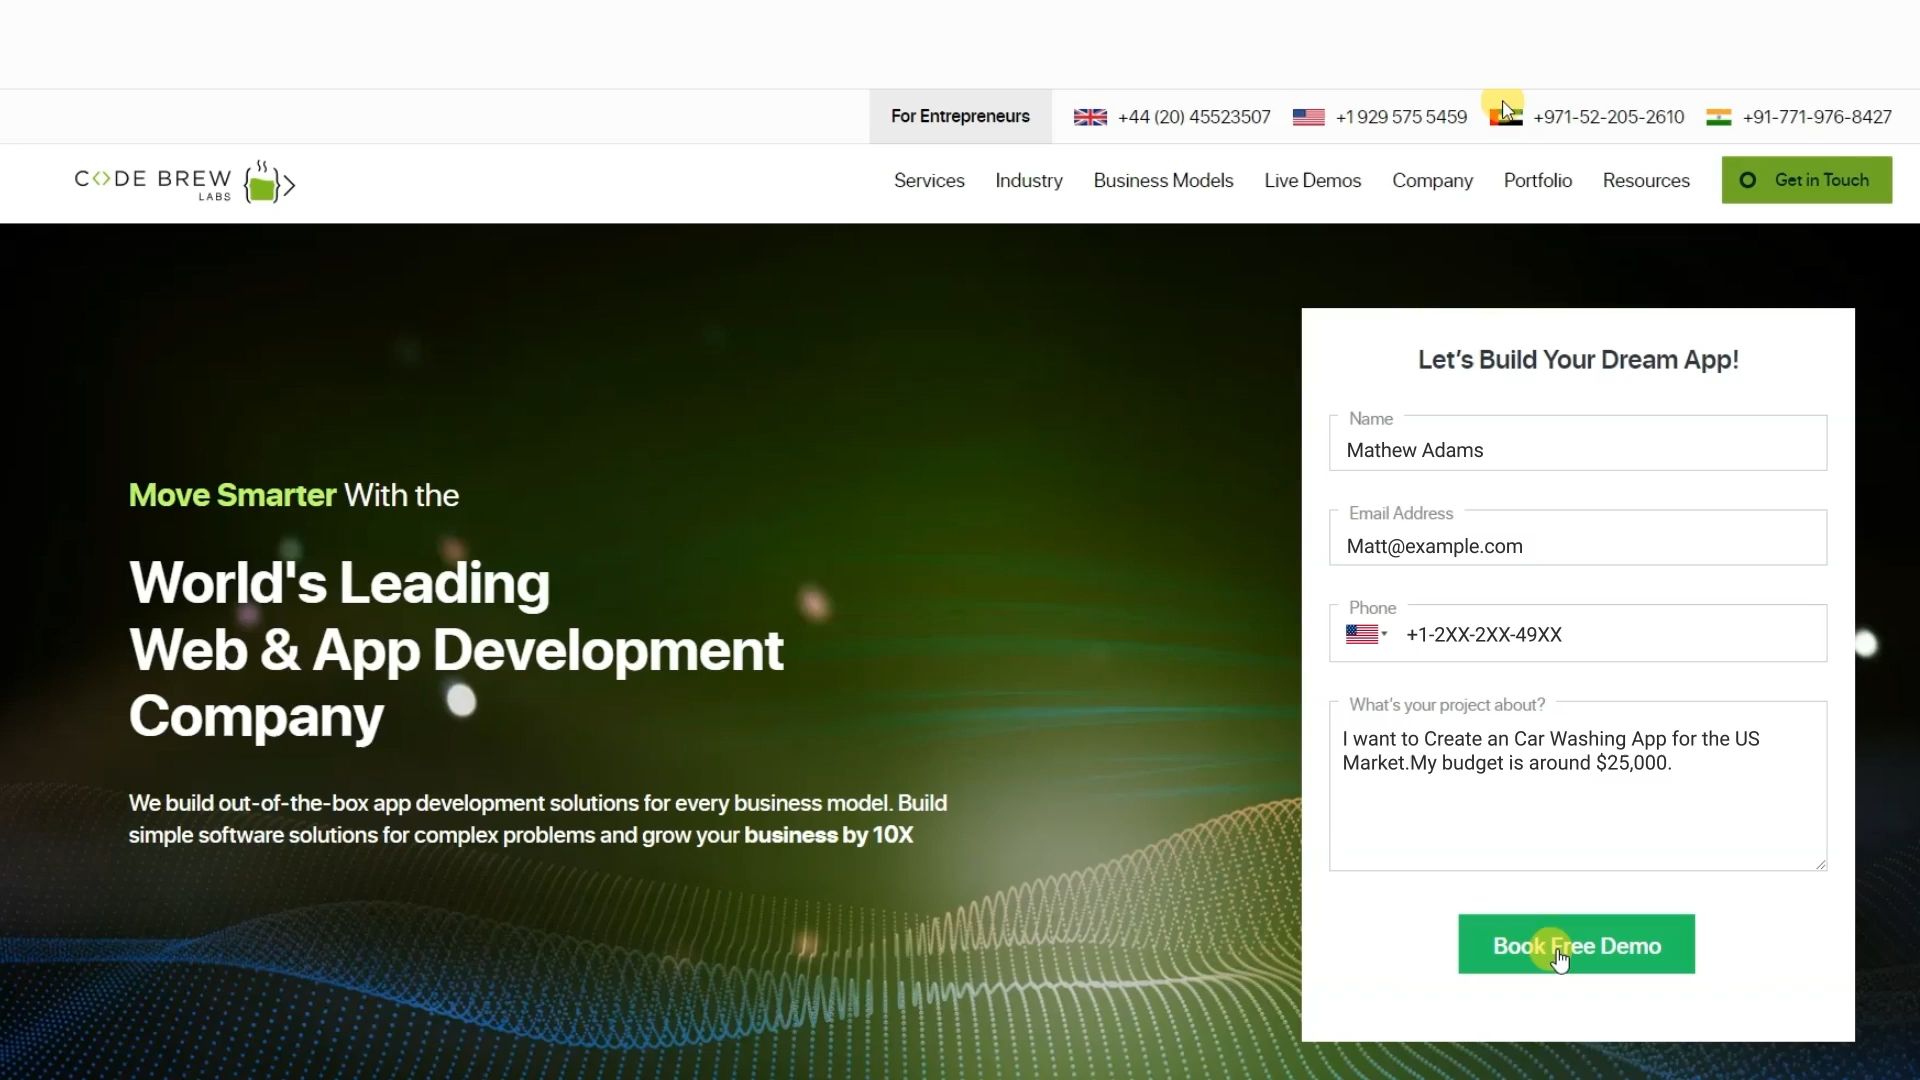 For Entrepreneurs +44 (20) 45523507 +1 929 575 5459 +971-52-205-2610 +91-771-976-8427
C<>DE BREW
LABS
Services Industry Business Models Live Demos Company Portfolio Resources Get in Touch
Move Smarter With the
World's Leading
Web & App Development
Company
We build out-of-the-box app development solutions for every business model. Build
simple software solutions for complex problems and grow your business by 10X
Let's Build Your Dream App!
Name
Mathew Adams
Email Address
Matt@example.com
Phone
+1-2XX-2XX-49XX
What's your project about?
I want to Create an Car Washing App for the US
Market.My budget is around $25,000.
Book Free Demo